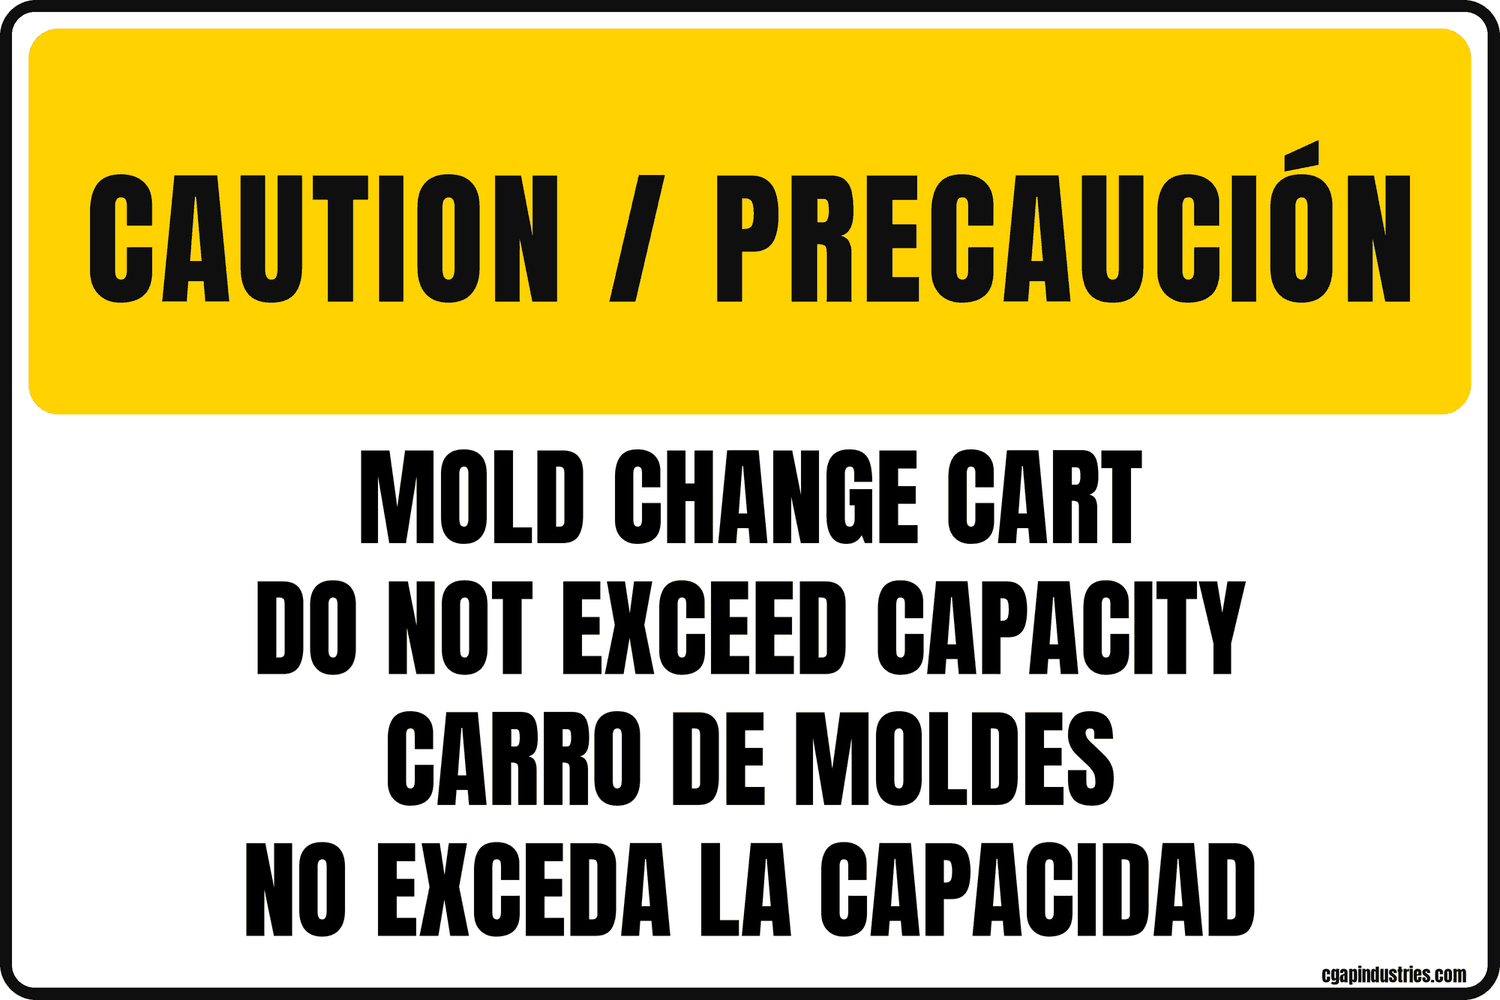 CAUTION / PRECAUCIÓN
MOLD CHANGE CART
DO NOT EXCEED CAPACITY
CARRO DE MOLDES
NO EXCEDA LA CAPACIDAD
cgapindustries.com